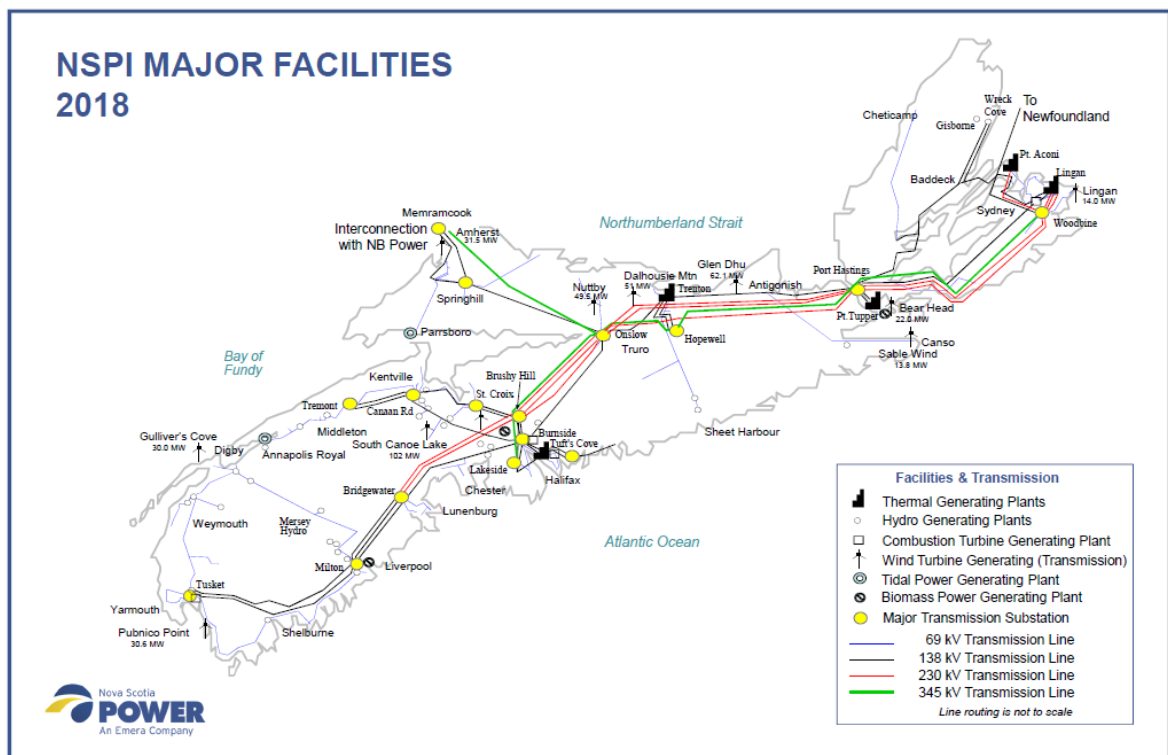 NSPI MAJOR FACILITIES
2018
Cheticamp
Wreck
Cove
Gisborne
To
Newfoundland
Pt. Aconi
Lingan
Baddeck
Lingan
14.0 MW
Sydney
Woodbine
Northumberland Strait
Memramcook
Interconnection
with NB Power
Amherst
31.5 MW
Springhill
Nuttby
49.5 MW
Dalhousie Mtn
51 MW
Trenton
Glen Dhu
62.1 MW
Antigonish
Port Hastings
Pt.Tupper
Bear Head
22.0 MW
Canso
Sable Wind
13.8 MW
Parrsboro
Onslow
Truro
Hopewell
Bay of
Fundy
Kentville
Brushy Hill
St. Croix
Tremont
Canaan Rd
Middleton
South Canoe Lake
102 MW
Burnside
Tuft's Cove
Sheet Harbour
Gulliver's Cove
30.0 MW
Digby
Annapolis Royal
Lakeside
Halifax
Chester
Bridgewater
Lunenburg
Weymouth
Mersey
Hydro
Atlantic Ocean
Milton
Liverpool
Tusket
Yarmouth
Pubnico Point
30.6 MW
Shelburne
Facilities & Transmission
Thermal Generating Plants
Hydro Generating Plants
Combustion Turbine Generating Plant
Wind Turbine Generating (Transmission)
Tidal Power Generating Plant
Biomass Power Generating Plant
Major Transmission Substation
69 kV Transmission Line
138 kV Transmission Line
230 kV Transmission Line
345 kV Transmission Line
Line routing is not to scale
Nova Scotia
POWER
An Emera Company